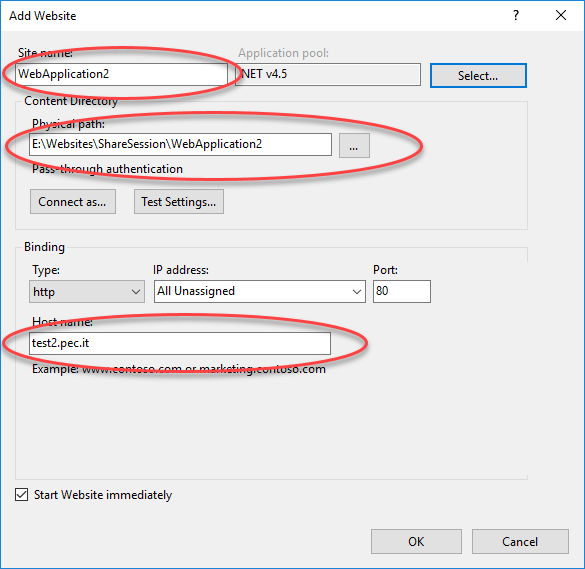 Add Website
? ×
Site name: Application pool:
WebApplication2 .NET v4.5 Select...
Content Directory
Physical path:
E:\Websites\ShareSession\WebApplication2 ...
Pass-through authentication
Connect as... Test Settings...
Binding
Type: IP address: Port:
http All Unassigned 80
Host name:
test2.pec.it
Example: www.contoso.com or marketing.contoso.com
Start Website immediately
OK Cancel